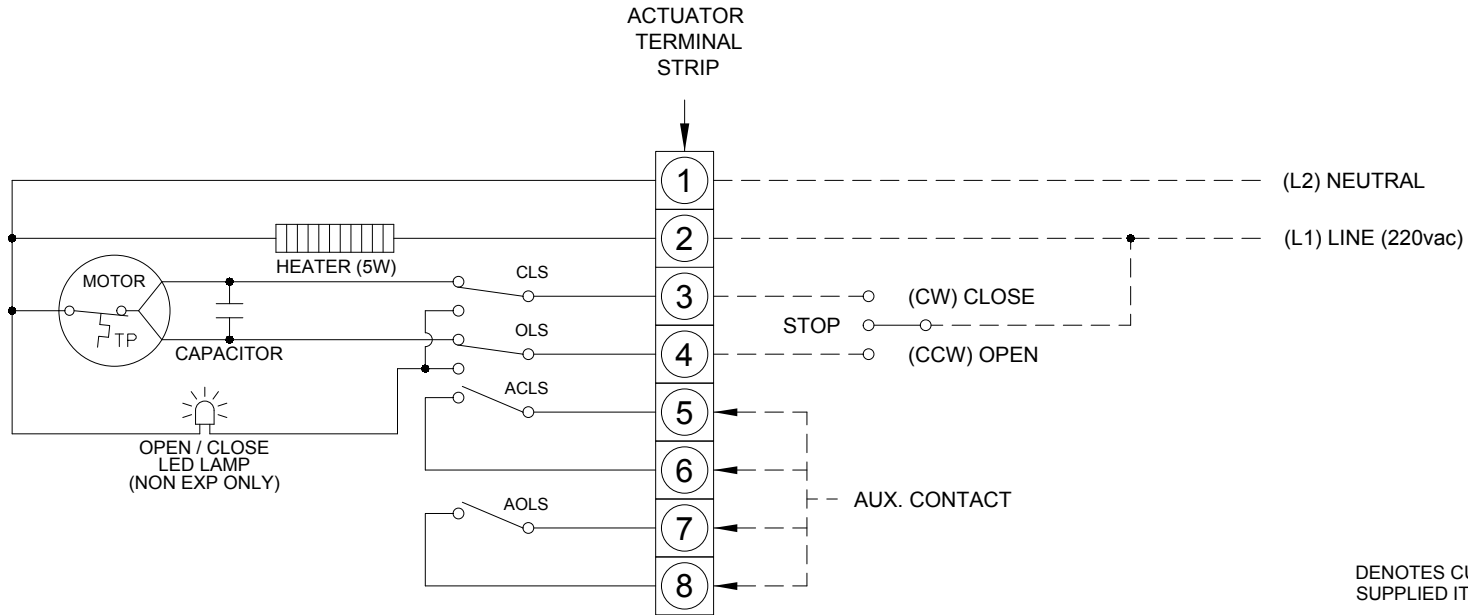 ACTUATOR
TERMINAL
STRIP
1
(L2) NEUTRAL
2
(L1) LINE (220vac)
HEATER (5W)
MOTOR
TP
CAPACITOR
CLS
3
(CW) CLOSE
STOP
OLS
4
(CCW) OPEN
ACLS
5
OPEN / CLOSE
LED LAMP
(NON EXP ONLY)
6
AUX. CONTACT
AOLS
7
8
DENOTES
SUPPLIED